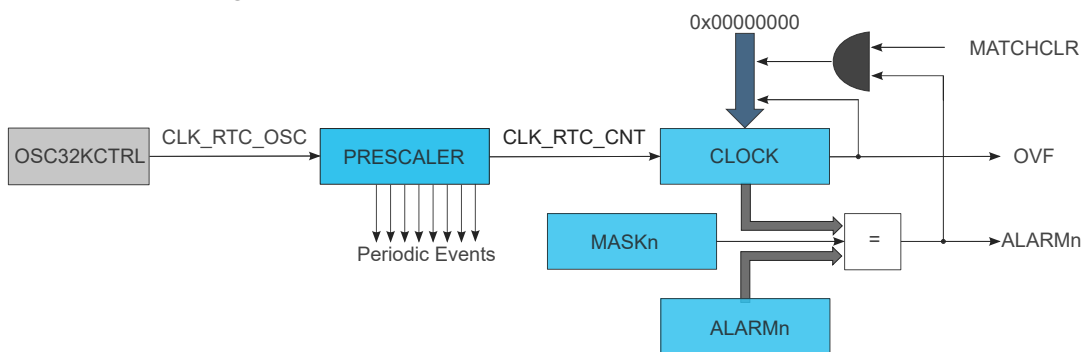 0x00000000
MATCHCLR
OSC32KCTRL
CLK_RTC_OSC
PRESCALER
CLK_RTC_CNT
CLOCK
OVF
Periodic Events
MASKn
=
ALARMn
ALARMn